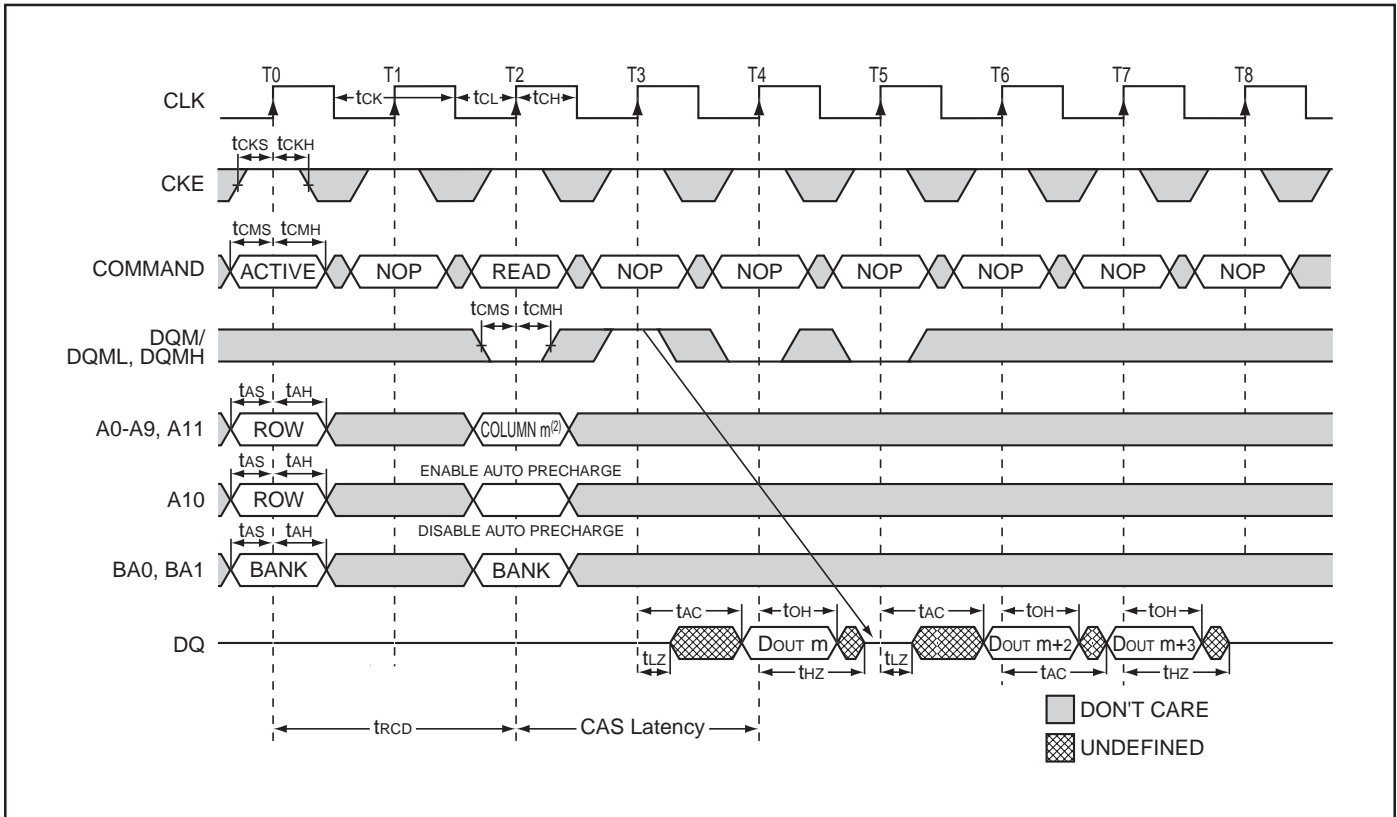 T0 T1 T2 T3 T4 T5 T6 T7 T8
CLK
tCK tCL tCH
tCKS tCKH
CKE
tCMS tCMH
COMMAND ACTIVE NOP READ NOP NOP NOP NOP NOP NOP
tCMS tCMH
DQM/
DQML, DQMH
tAS tAH
A0-A9, A11 ROW COLUMN m(2)
tAS tAH ENABLE AUTO PRECHARGE
A10 ROW
tAS tAH DISABLE AUTO PRECHARGE
BA0, BA1 BANK BANK
tAC tOH tAC tOH tOH
DQ DOUT m DOUT m+2 DOUT m+3
tLZ tHZ tLZ tAC tHZ
tRCD CAS Latency
DON'T CARE
UNDEFINED